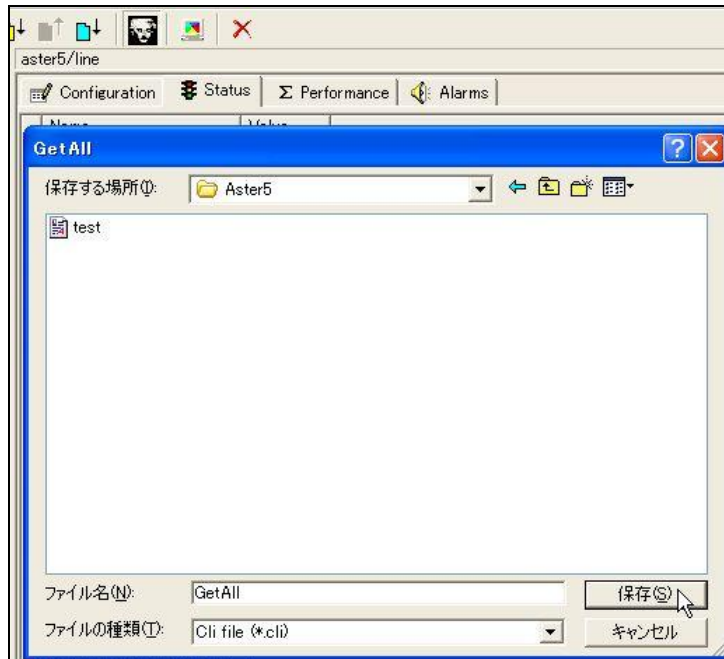 aster5/line
Configuration Status Σ Performance Alarms
Name Value
GetAll
保存する場所(I): Aster5
test
ファイル名(N): GetAll 保存(S)
ファイルの種類(T): Cli file (*.cli) キャンセル